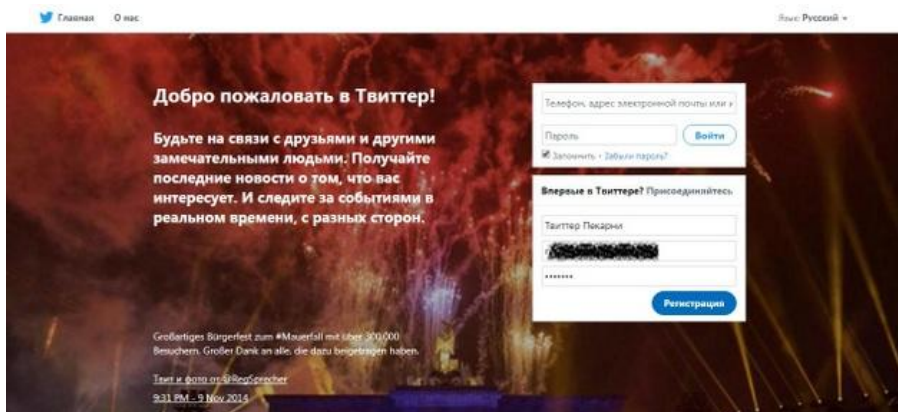 Главная О нас
Язык: Русский
Добро пожаловать в Твиттер!
Будьте на связи с друзьями и другими
замечательными людьми. Получайте
последние новости о том, что вас
интересует. И следите за событиями в
реальном времени, с разных сторон.
Großartiges Bürgerfest zum #Mauerfall mit über 300.000
Besuchern. Großer Dank an alle, die dazu beigetragen haben.
Твит и фото от @RegSprecher
9:31 PM - 9 Nov 2014
Телефон, адрес электронной почты или и
Пароль
Войти
Запомнить · Забыли пароль?
Впервые в Твиттере? Присоединяйтесь
Твиттер Пекарни
•••••••
Регистрация